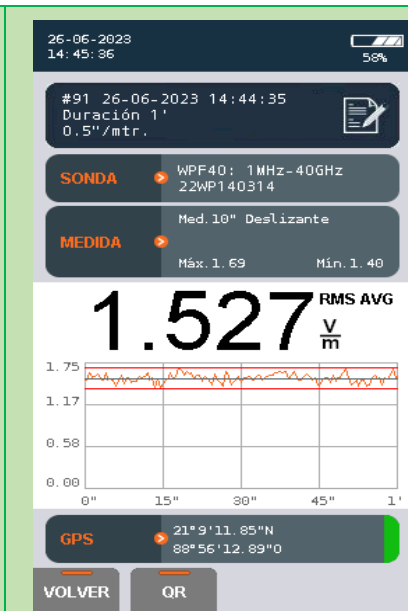 26-06-2023
14:45:36
58%
#91 26-06-2023 14:44:35
Duración 1'
0.5"/mtr.
SONDA
WPF40: 1MHz-40GHz
22WP140314
MEDIDA
Med.10" Deslizante
Máx.1.69 Mín.1.40
1.527 RMS AVG
V/m
1.75
1.17
0.58
0.00
0" 15" 30" 45" 1'
GPS
21°9'11.85"N
88°56'12.89"O
VOLVER QR